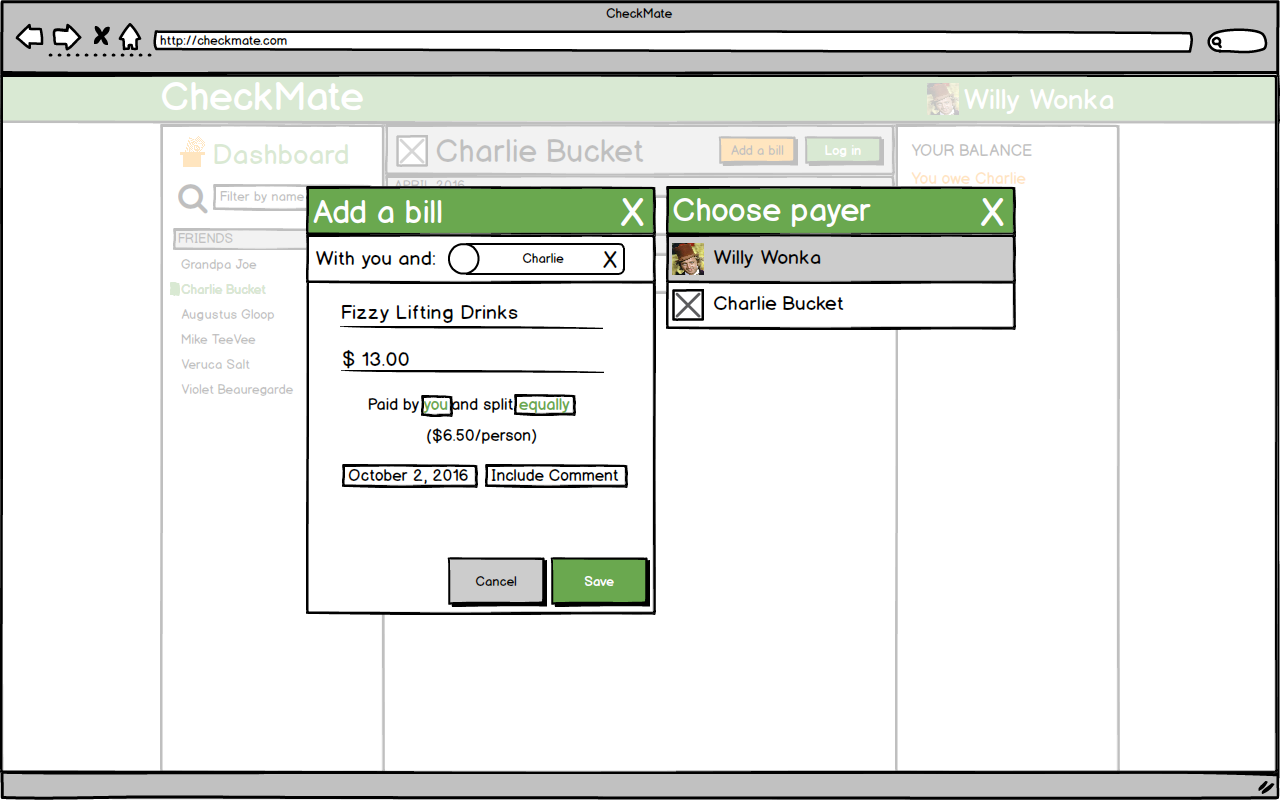 CheckMate
http://checkmate.com
CheckMate
Willy Wonka
Dashboard
Filter by name
FRIENDS
Grandpa Joe
Charlie Bucket
Augustus Gloop
Mike TeeVee
Veruca Salt
Violet Beauregarde
Charlie Bucket
Add a bill
Log in
APRIL 2016
YOUR BALANCE
You owe Charlie
Add a bill X
With you and: Charlie X
Fizzy Lifting Drinks
$ 13.00
Paid by you and split equally
($6.50/person)
October 2, 2016 Include Comment
Cancel Save
Choose payer X
Willy Wonka
Charlie Bucket